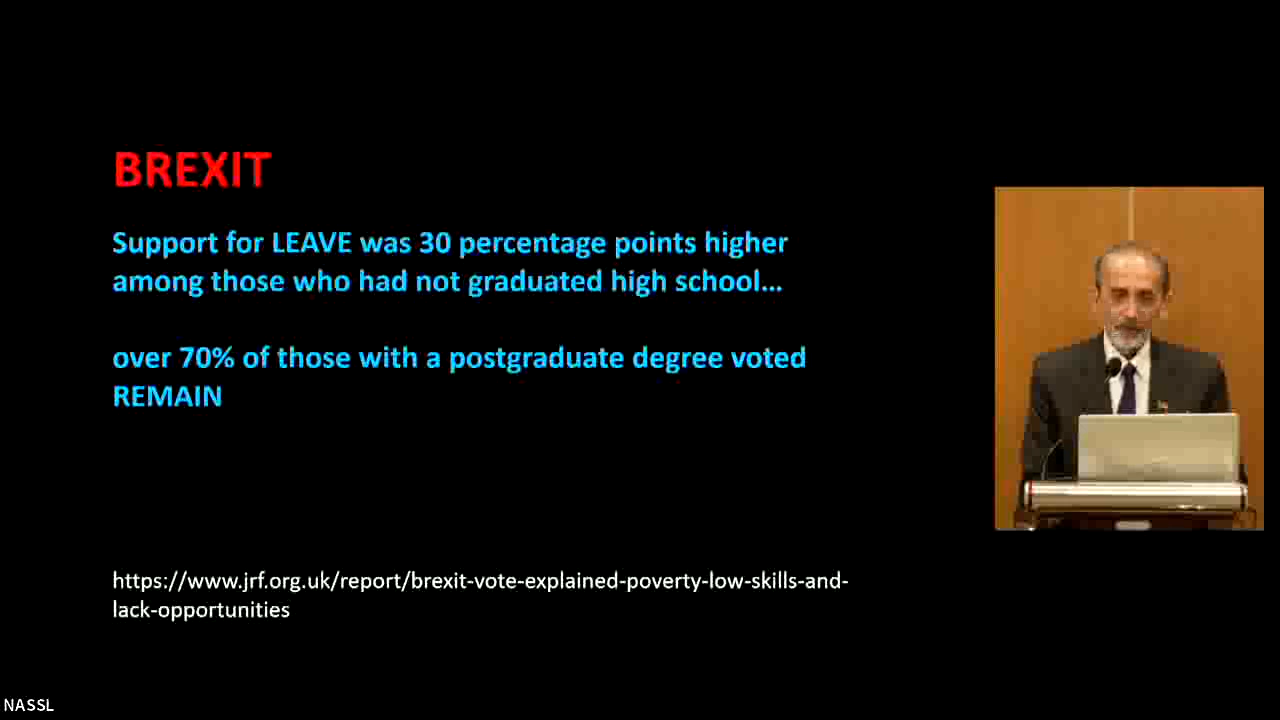 BREXIT
Support for LEAVE was 30 percentage points higher
among those who had not graduated high school...
over 70% of those with a postgraduate degree voted
REMAIN
https://www.jrf.org.uk/report/brexit-vote-explained-poverty-low-skills-and-
lack-opportunities
NASSL